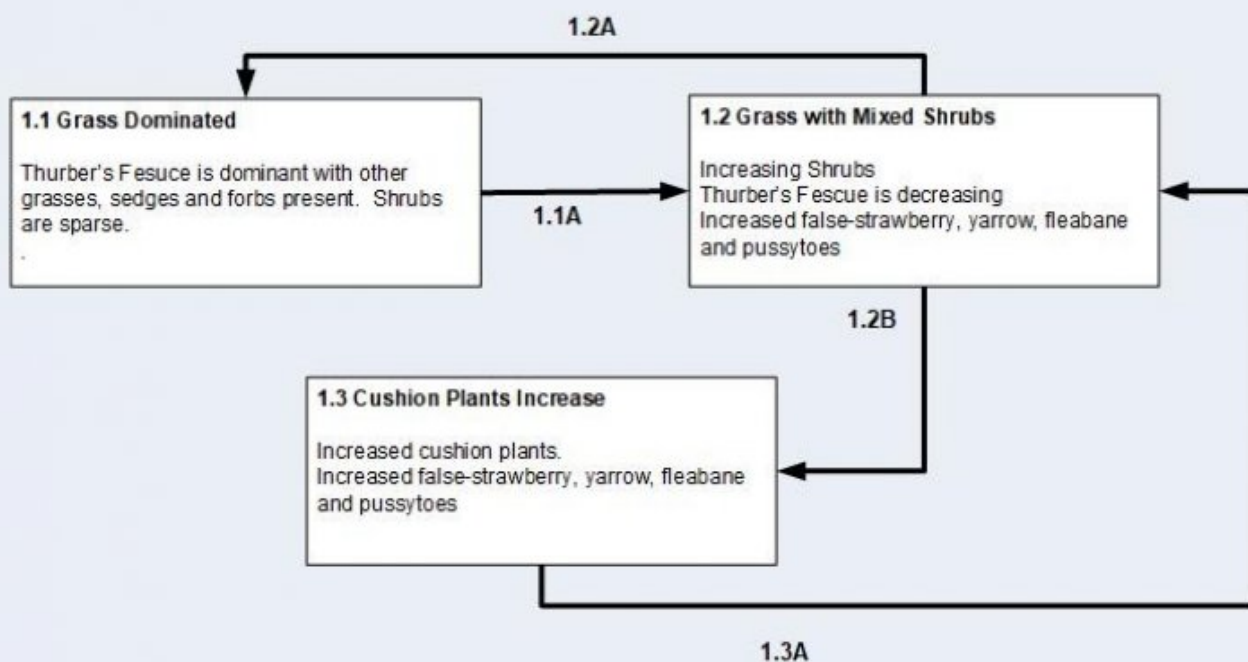 1.2A
1.1 Grass Dominated
Thurber's Fesuce is dominant with other
grasses, sedges and forbs present. Shrubs
are sparse.
.
1.1A
1.2 Grass with Mixed Shrubs
Increasing Shrubs
Thurber's Fescue is decreasing
Increased false-strawberry, yarrow, fleabane
and pussytoes
1.2B
1.3 Cushion Plants Increase
Increased cushion plants.
Increased false-strawberry, yarrow, fleabane
and pussytoes
1.3A